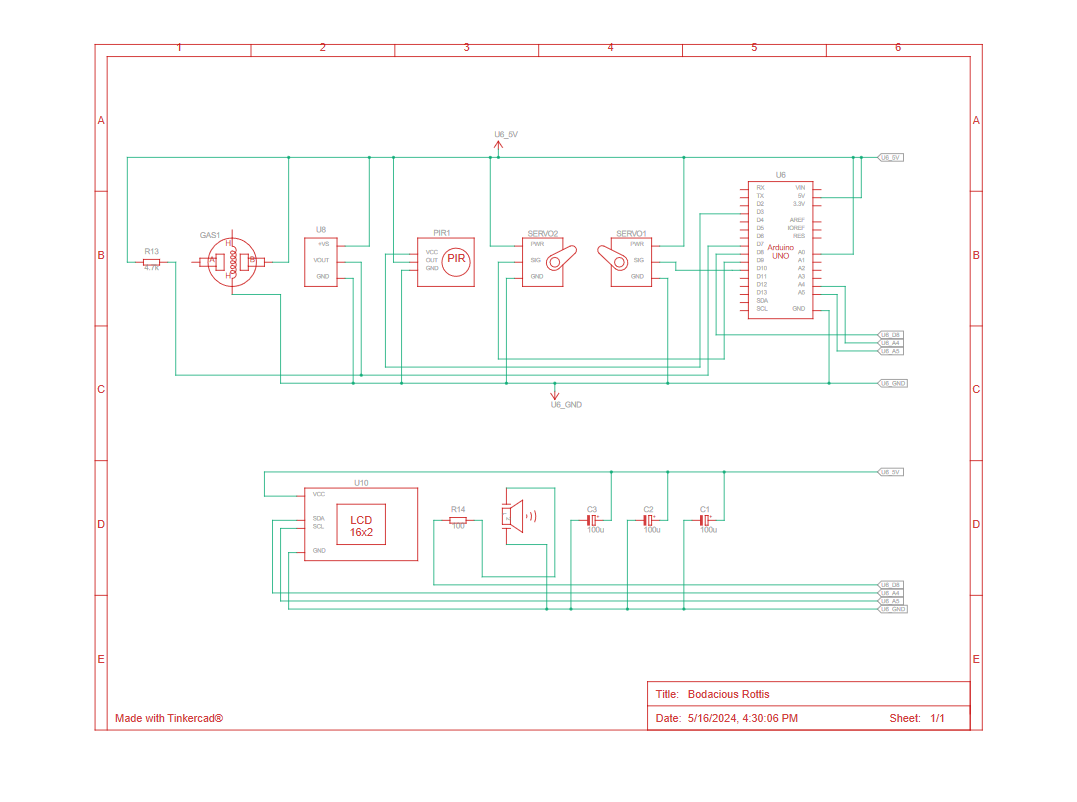 1 2 3 4 5 6
A A
U6_5V
U6_5V
U6
RX VIN
TX 5V
D2 3.3V
D3
D4 AREF
D5 IOREF
D6 RES
D7
D8 A0
D9 A1
D10 A2
D11 A3
D12 A4
D13 A5
SDA
SCL GND
Arduino
UNO
B B
R13
4.7k
GAS1
H
A B
H
U8
+VS
VOUT
GND
PIR1
VCC
OUT
GND
PIR
SERVO2
PWR
SIG
GND
SERVO1
PWR
SIG
GND
U6_D8
U6_A4
U6_A5
U6_GND
C C
U6_GND
U6_5V
U10
VCC
SDA
SCL
GND
LCD
16x2
D D
R14
100
C3
100u
C2
100u
C1
100u
U6_D8
U6_A4
U6_A5
U6_GND
E E
Title: Bodacious Rottis
Made with Tinkercad®
Date: 5/16/2024, 4:30:06 PM Sheet: 1/1